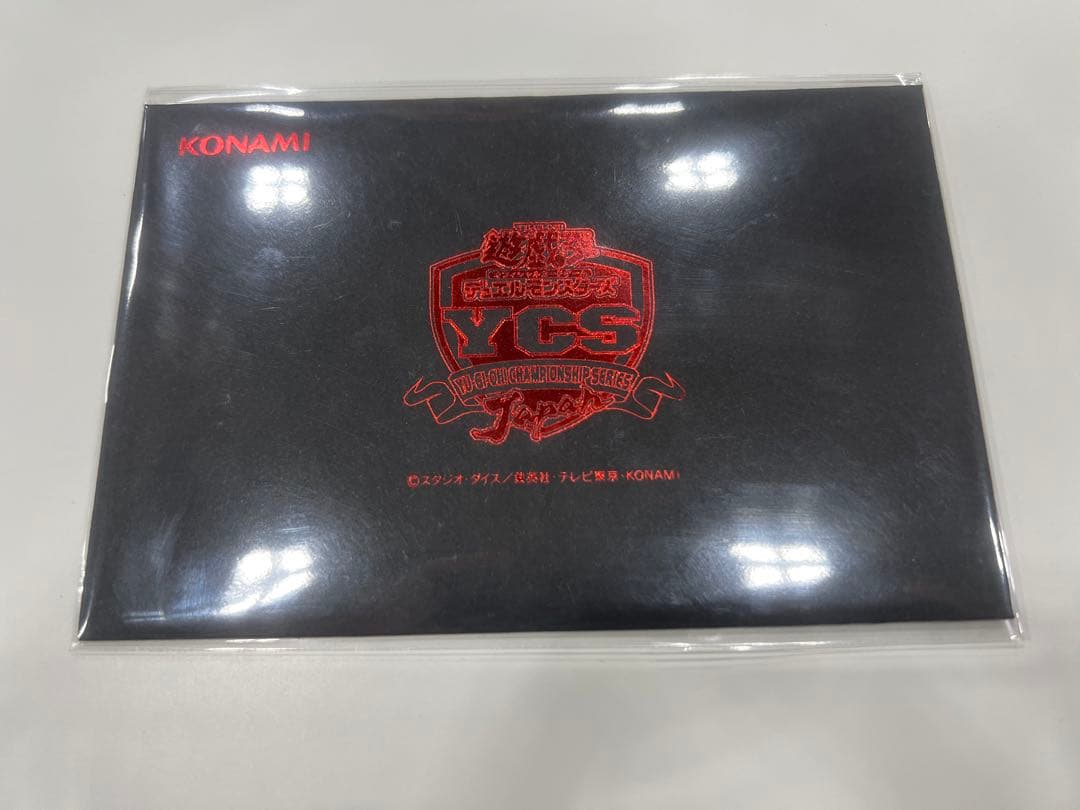 KONAMI
遊戯王
デュエルモンスターズ
YCS
YU-GI-OH! CHAMPIONSHIP SERIES
Japan
©スタジオ・ダイス/集英社・テレビ東京・KONAMI